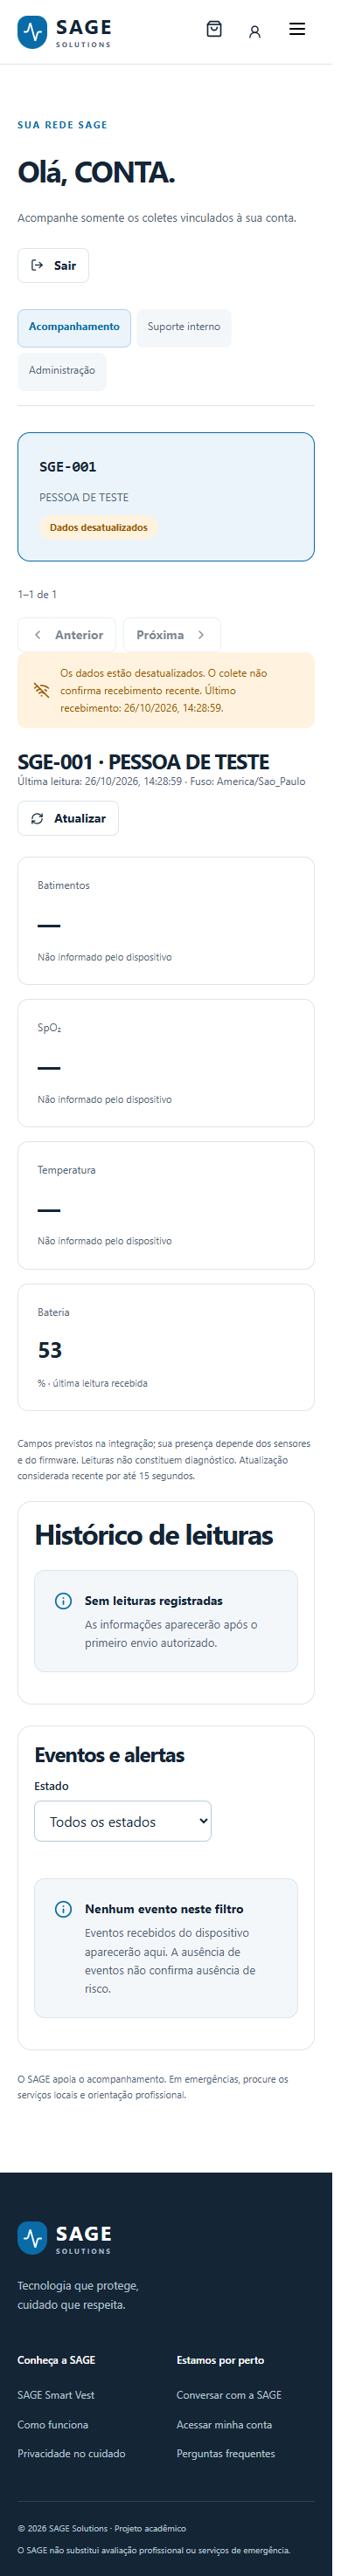 SAGE
SOLUTIONS
SUA REDE SAGE
Olá, CONTA.
Acompanhe somente os coletes vinculados à sua conta.
Sair
Acompanhamento
Suporte interno
Administração
SGE-001
PESSOA DE TESTE
Dados desatualizados
1–1 de 1
Anterior
Próxima
Os dados estão desatualizados. O colete não
confirma recebimento recente. Último
recebimento: 26/10/2026, 14:28:59.
SGE-001 · PESSOA DE TESTE
Última leitura: 26/10/2026, 14:28:59 · Fuso: America/Sao_Paulo
Atualizar
Batimentos
—
Não informado pelo dispositivo
SpO₂
—
Não informado pelo dispositivo
Temperatura
—
Não informado pelo dispositivo
Bateria
53
% · última leitura recebida
Campos previstos na integração; sua presença depende dos sensores
e do firmware. Leituras não constituem diagnóstico. Atualização
considerada recente por até 15 segundos.
Histórico de leituras
Sem leituras registradas
As informações aparecerão após o
primeiro envio autorizado.
Eventos e alertas
Estado
Todos os estados
Nenhum evento neste filtro
Eventos recebidos do dispositivo
aparecerão aqui. A ausência de
eventos não confirma ausência de
risco.
O SAGE apoia o acompanhamento. Em emergências, procure os
serviços locais e orientação profissional.
SAGE
SOLUTIONS
Tecnologia que protege,
cuidado que respeita.
Conheça a SAGE
SAGE Smart Vest
Como funciona
Privacidade no cuidado
Estamos por perto
Conversar com a SAGE
Acessar minha conta
Perguntas frequentes
© 2026 SAGE Solutions · Projeto acadêmico
O SAGE não substitui avaliação profissional ou serviços de emergência.